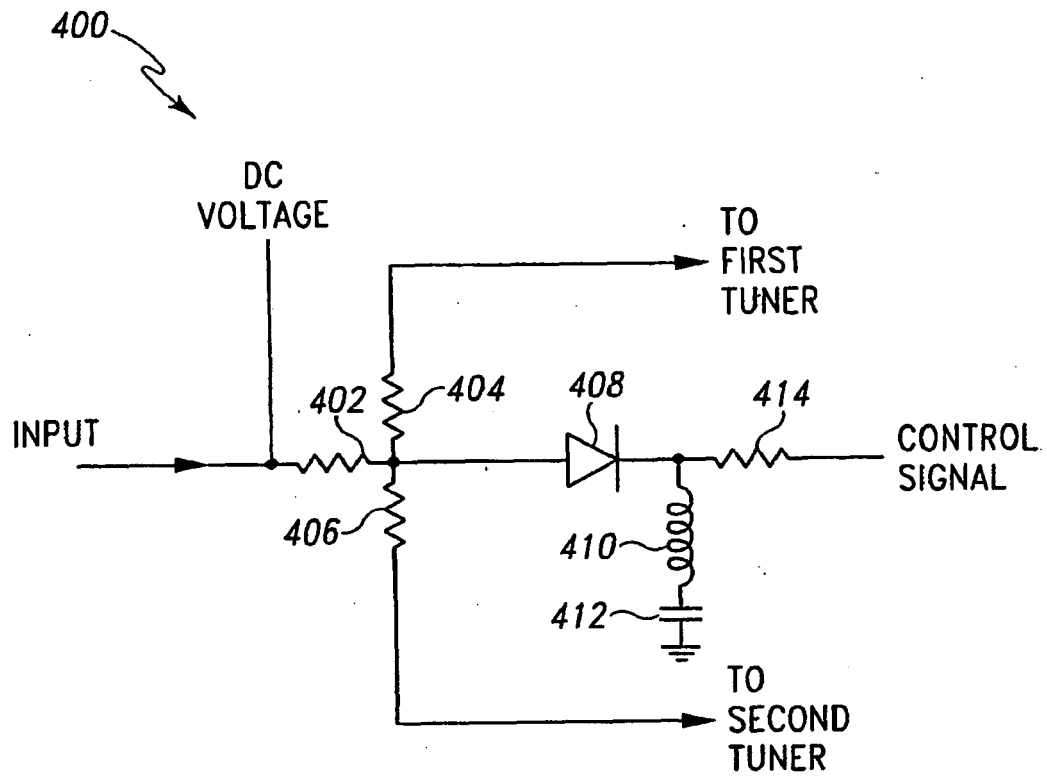 400
DC
VOLTAGE
TO
FIRST
TUNER
402
404
408
414
INPUT
CONTROL
SIGNAL
406
410
412
TO
SECOND
TUNER